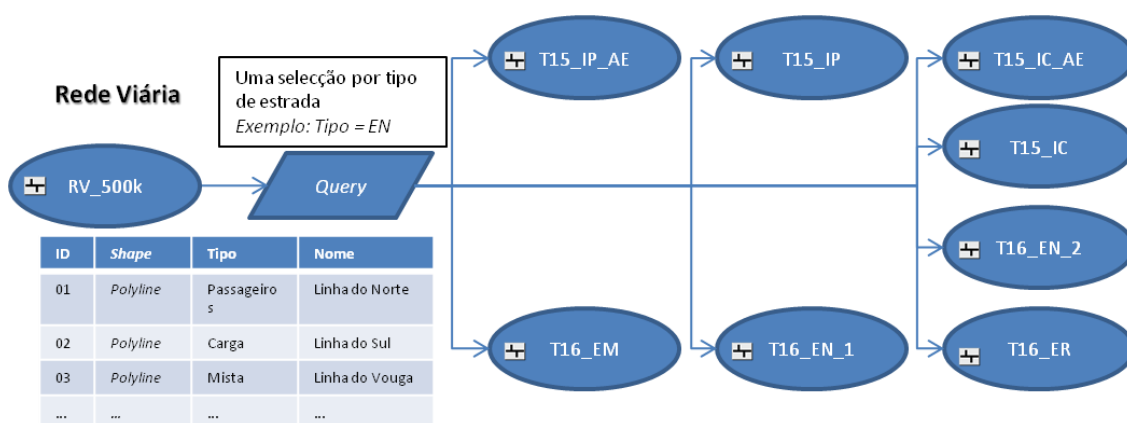 Rede Viária
Uma selecção por tipo
de estrada
Exemplo: Tipo = EN
RV_500k
Query
T15_IP_AE
T15_IP
T15_IC_AE
T15_IC
T16_EN_2
T16_EM
T16_EN_1
T16_ER
ID Shape Tipo Nome
01 Polyline Passageiro Linha do Norte
s
02 Polyline Carga Linha do Sul
03 Polyline Mista Linha do Vouga
... ... ... ...